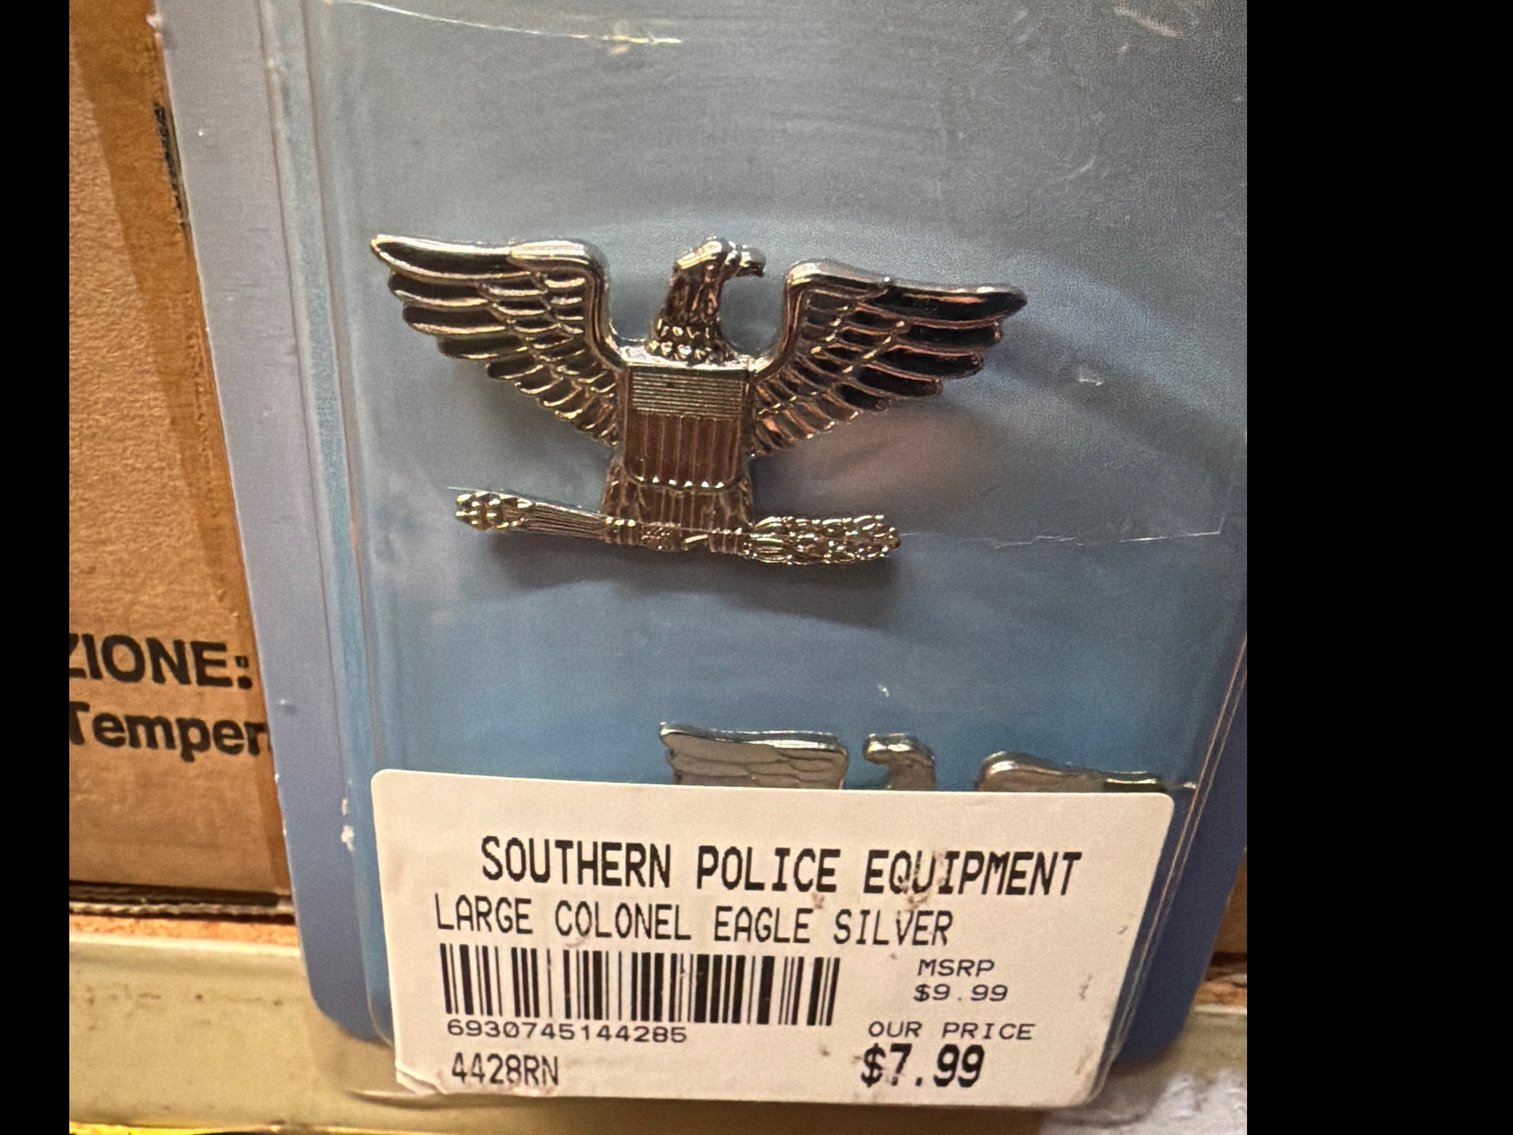 ZIONE:
Temper
SOUTHERN POLICE EQUIPMENT
LARGE COLONEL EAGLE SILVER
MSRP
$9.99
6930745144285
OUR PRICE
4428RN
$7.99